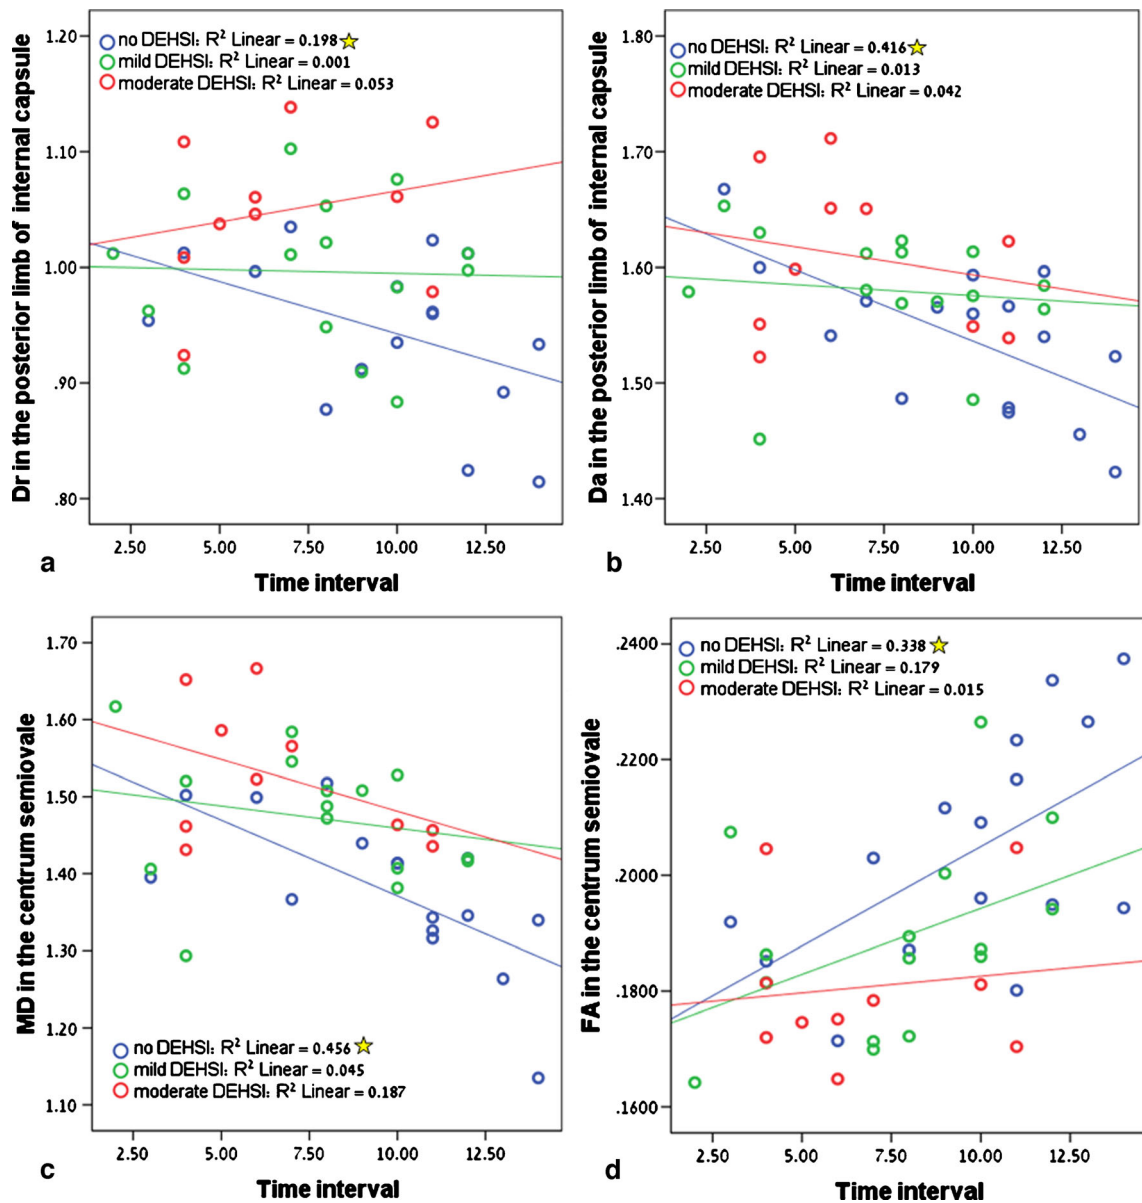 Dr in the posterior limb of internal capsule
1.20
1.10
1.00
.90
.80
no DEHSI: R² Linear = 0.198
mild DEHSI: R² Linear = 0.001
moderate DEHSI: R² Linear = 0.053
2.50 5.00 7.50 10.00 12.50
a
Time interval
Da in the posterior limb of internal capsule
1.80
1.70
1.60
1.50
1.40
no DEHSI: R² Linear = 0.416
mild DEHSI: R² Linear = 0.013
moderate DEHSI: R² Linear = 0.042
2.50 5.00 7.50 10.00 12.50
b
Time interval
MD in the centrum semiovale
1.70
1.60
1.50
1.40
1.30
1.20
1.10
no DEHSI: R² Linear = 0.456
mild DEHSI: R² Linear = 0.045
moderate DEHSI: R² Linear = 0.187
2.50 5.00 7.50 10.00 12.50
c
Time interval
FA in the centrum semiovale
.2400
.2200
.2000
.1800
.1600
no DEHSI: R² Linear = 0.338
mild DEHSI: R² Linear = 0.179
moderate DEHSI: R² Linear = 0.015
2.50 5.00 7.50 10.00 12.50
d
Time interval